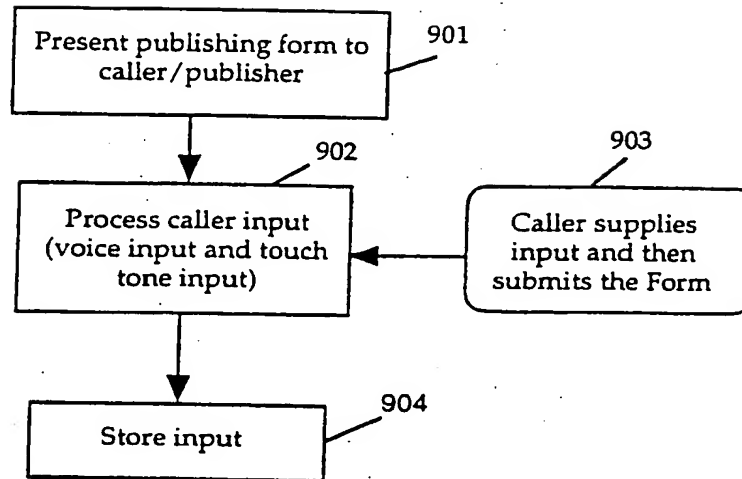 Present publishing form to
caller/publisher
901
902
Process caller input
(voice input and touch
tone input)
903
Caller supplies
input and then
submits the Form
904
Store input